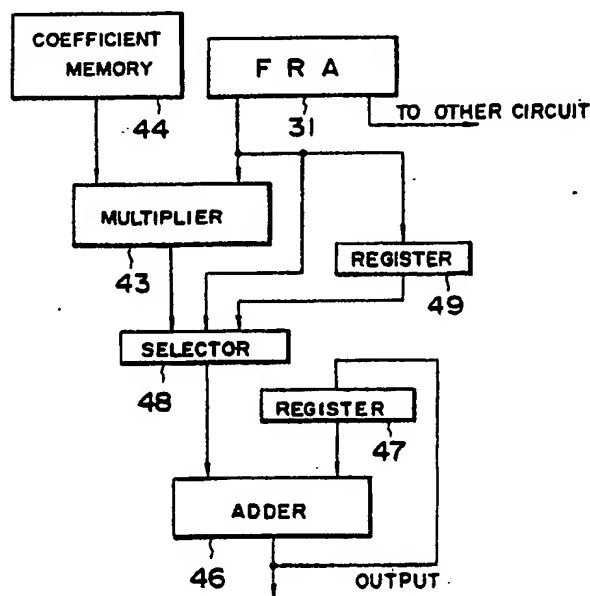 COEFFICIENT
MEMORY
44
F R A
31
TO OTHER CIRCUIT
MULTIPLIER
43
REGISTER
49
SELECTOR
48
REGISTER
47
ADDER
46
OUTPUT